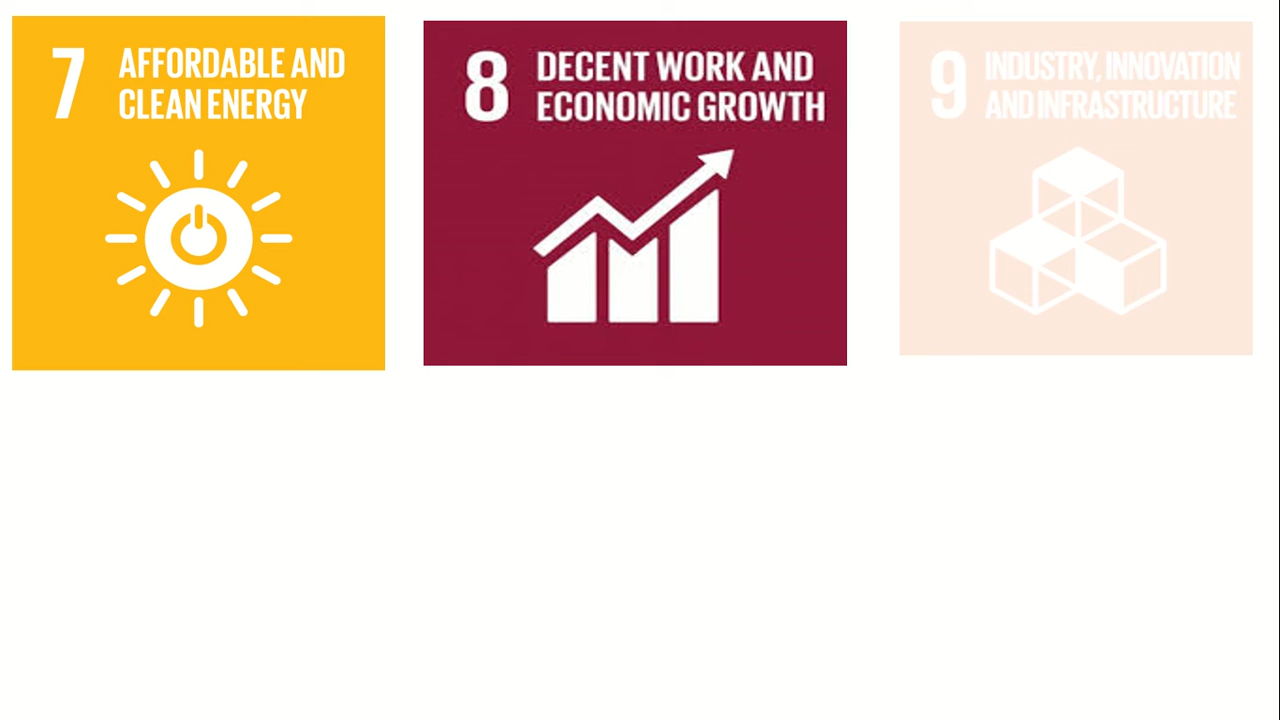 7
AFFORDABLE AND
CLEAN ENERGY
8
DECENT WORK AND
ECONOMIC GROWTH
9
INDUSTRY, INNOVATION
AND INFRASTRUCTURE